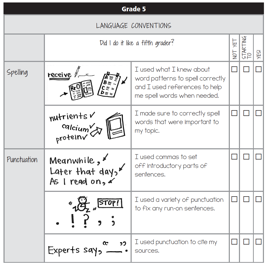 Grade 5
LANGUAGE CONVENTIONS
Did I do it like a fifth grader?
NOT YET
STARTING TO
YES!
Spelling
receive
I used what I knew about
word patterns to spell correctly
and I used references to help
me spell words when needed.
nutrients ✓
calcium ✓
protein ✓
I made sure to correctly spell
words that were important to
my topic.
Punctuation
Meanwhile,
Later that day,
As I read on,
I used commas to set
off introductory parts of
sentences.
STOP!
. ! ? , ;
I used a variety of punctuation
to fix any run-on sentences.
Experts say, “ ”
I used punctuation to cite my
sources.